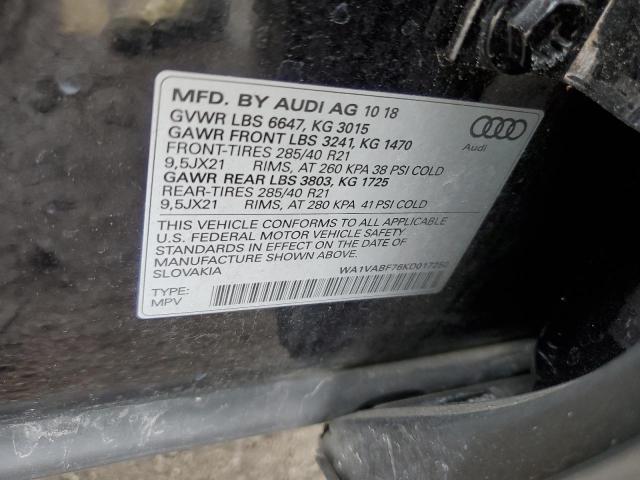 MFD. BY AUDI AG 10 18
GVWR LBS 6647, KG 3015
GAWR FRONT LBS 3241, KG 1470
FRONT-TIRES 285/40 R21
9,5JX21 RIMS, AT 260 KPA 38 PSI COLD
GAWR REAR LBS 3803, KG 1725
REAR-TIRES 285/40 R21
9,5JX21 RIMS, AT 280 KPA 41 PSI COLD
THIS VEHICLE CONFORMS TO ALL APPLICABLE
U.S. FEDERAL MOTOR VEHICLE SAFETY
STANDARDS IN EFFECT ON THE DATE OF
MANUFACTURE SHOWN ABOVE.
SLOVAKIA
WA1VABF76KD017252
TYPE:
MPV
Audi